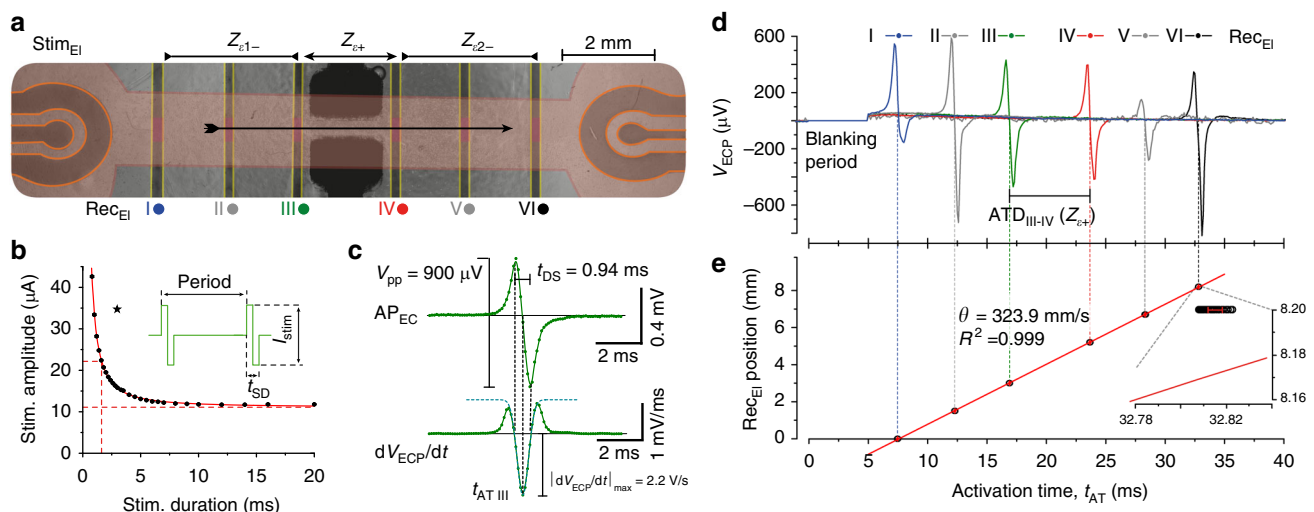 a
Stim_El
Z_ε1–
Z_ε+
Z_ε2–
2 mm
Rec_El I II III IV V VI
b
Stim. amplitude (μA)
40
30
20
10
0
0 5 10 15 20
Stim. duration (ms)
Period
I_stim
t_SD
c
V_pp = 900 μV
t_DS = 0.94 ms
AP_EC
0.4 mV
2 ms
dV_ECP/dt
1 mV/ms
2 ms
t_AT III
|dV_ECP/dt|_max = 2.2 V/s
d
I II III IV V VI Rec_El
V_ECP (μV)
600
200
−200
−600
Blanking
period
ATD_III-IV (Z_ε+)
e
Rec_El position (mm)
8
6
4
2
0
θ = 323.9 mm/s
R² =0.999
8.20
8.18
8.16
32.78 32.82
0 5 10 15 20 25 30 35 40
Activation time, t_AT (ms)